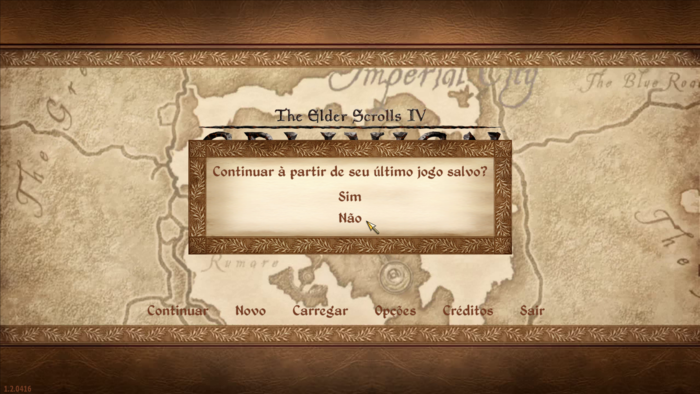 Imperial City
The Blue Road
The Elder Scrolls IV
Continuar à partir de seu último jogo salvo?
Sim
Não
Rumare
Continuar Novo Carregar Opções Créditos Sair
1.2.0416